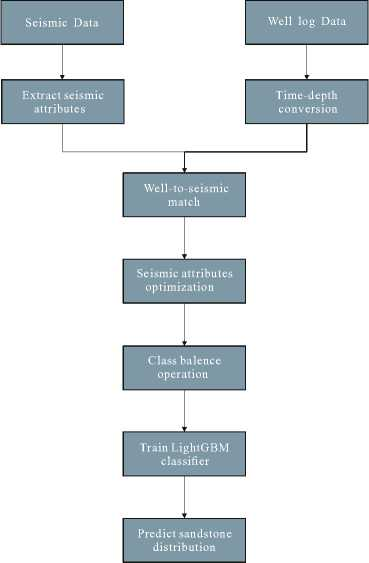 Seismic Data
Well log Data
Extract seismic
attributes
Time-depth
conversion
Well-to-seismic
match
Seismic attributes
optimization
Class balence
operation
Train LightGBM
classifier
Predict sandstone
distribution